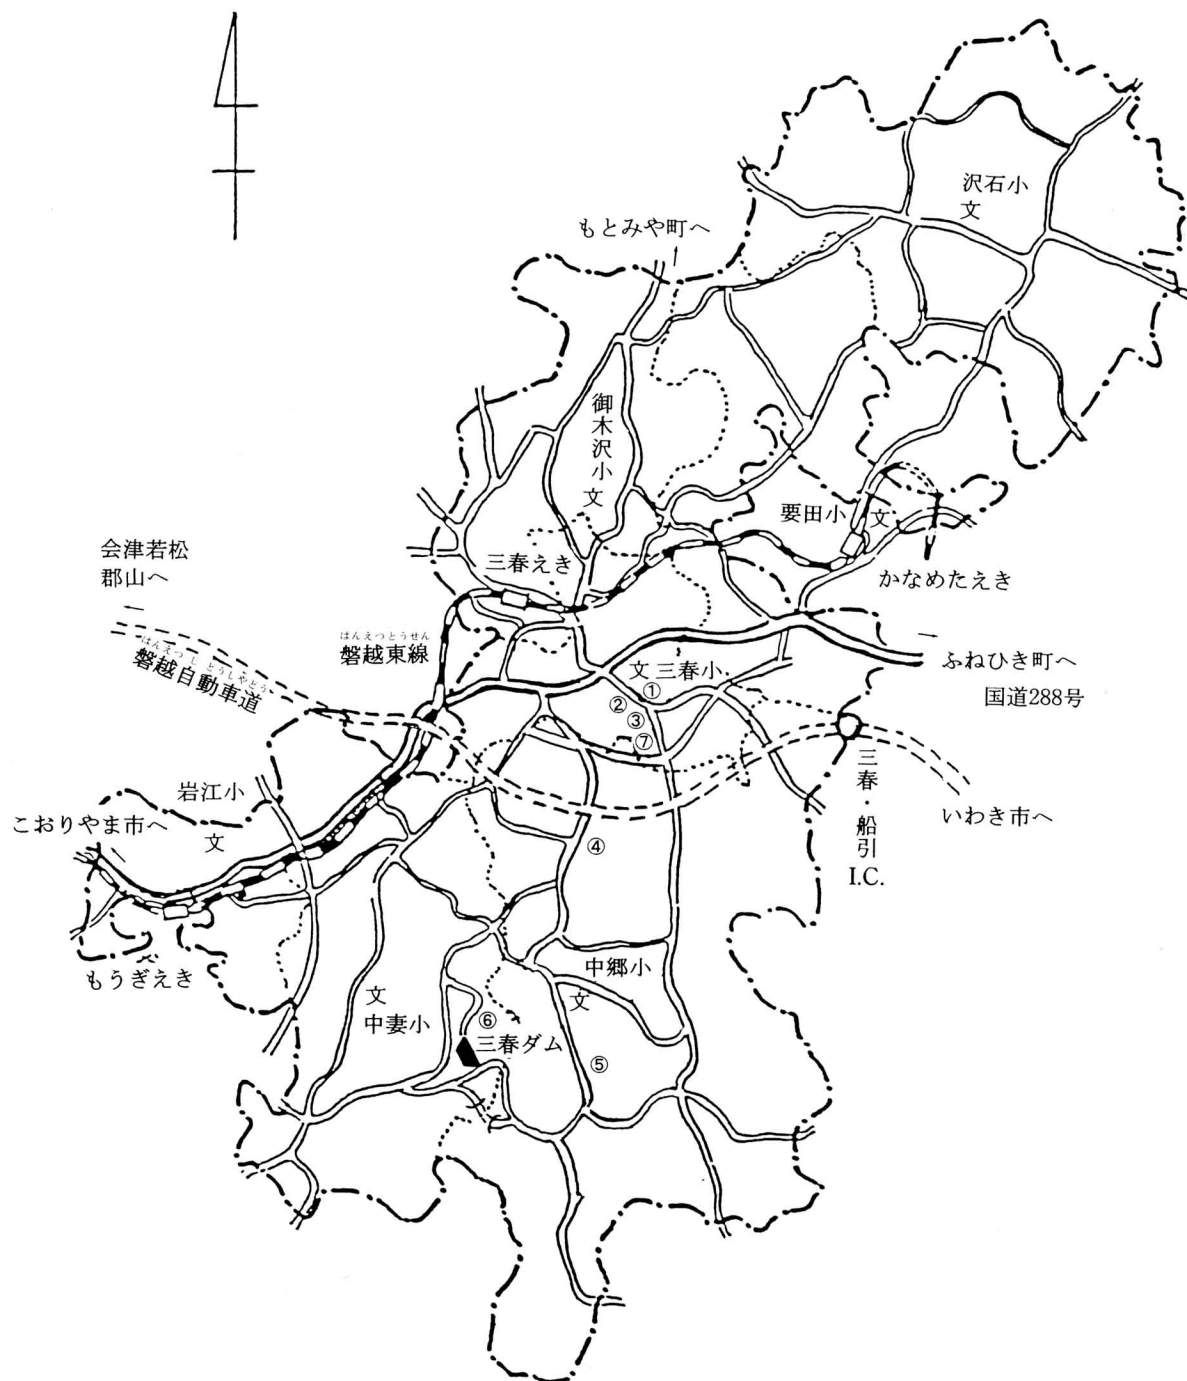 沢石小
文
もとみや町へ
御木沢小
文
要田小
文
かなめたえき
会津若松
郡山へ
三春えき
はんえつとうせん
磐越東線
はんえつじどうしゃどう
磐越自動車道
文三春小
ふねひき町へ
国道288号
①
②
③
⑦
岩江小
文
こおりやま市へ
三春・船引
I.C.
いわき市へ
④
もうぎえき
文
中妻小
中郷小
文
⑥
三春ダム
⑤